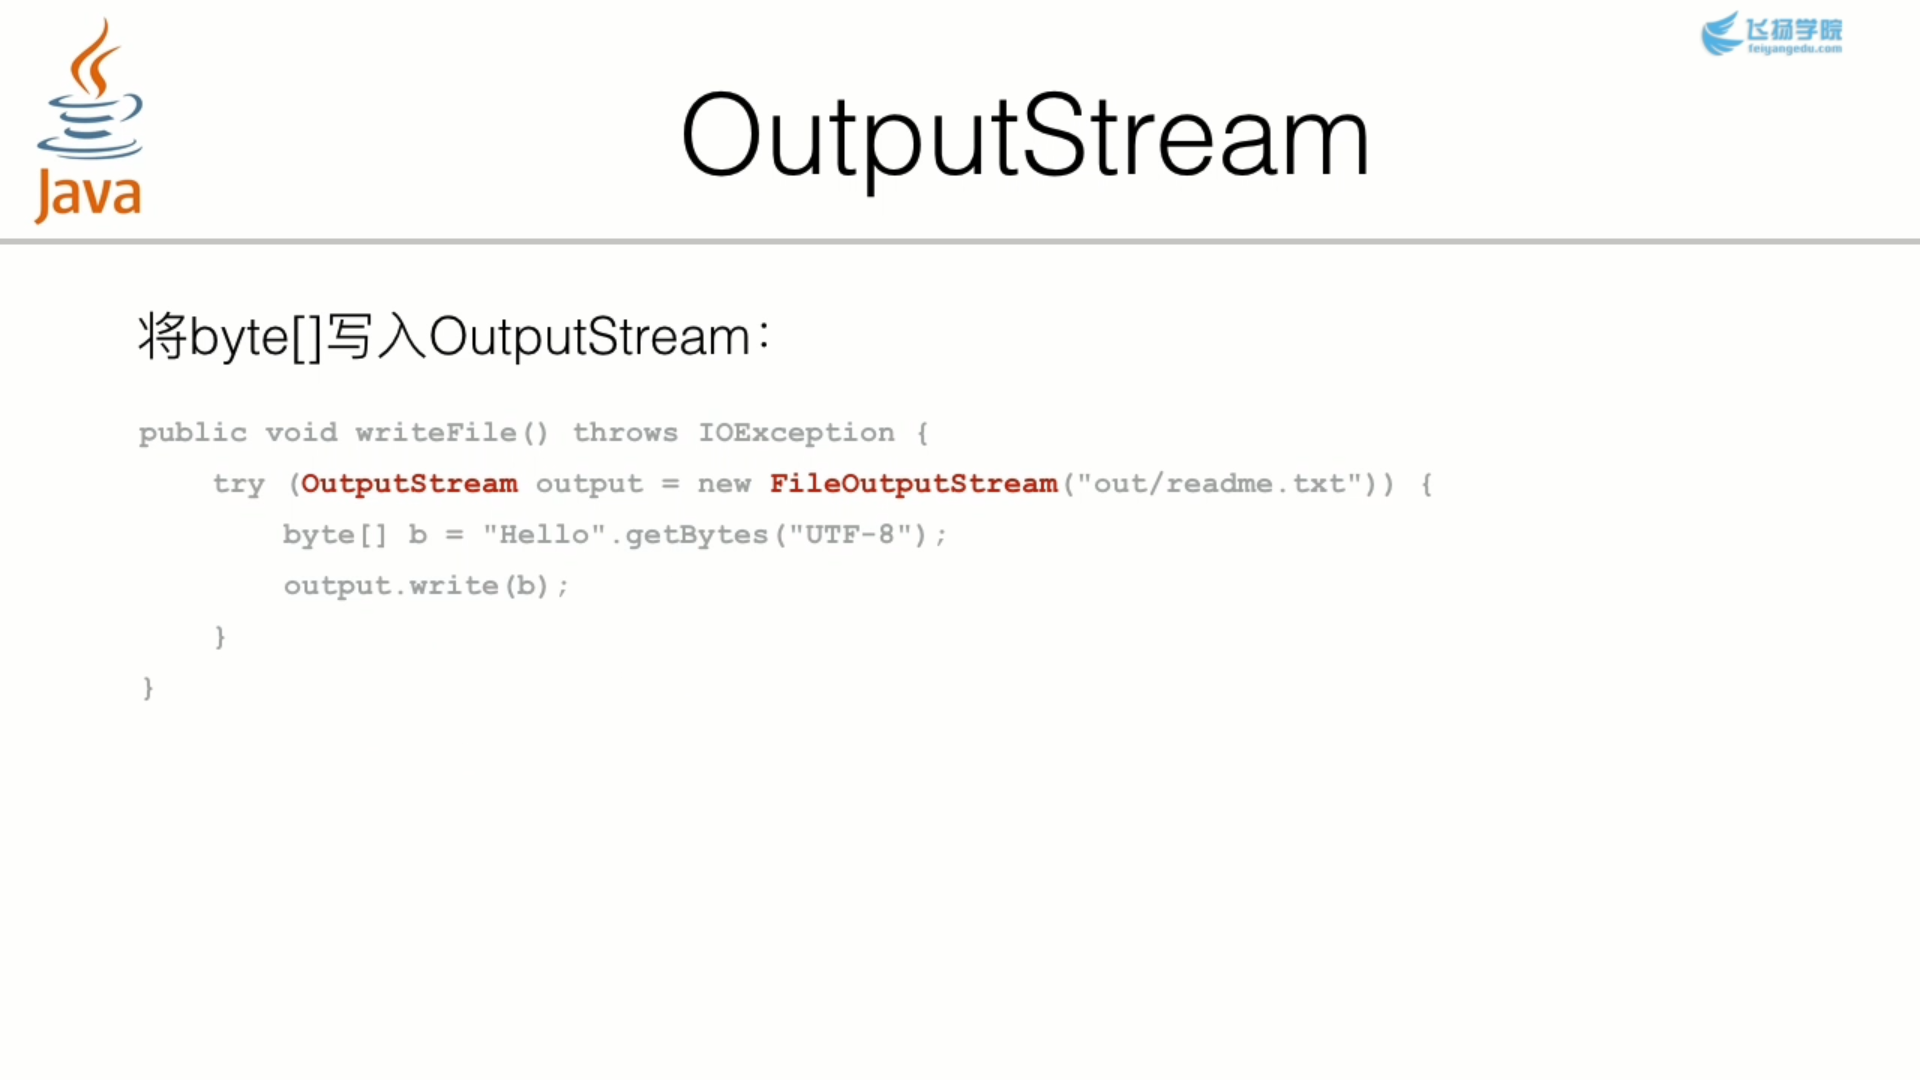 Java
飞扬学院
feiyangedu.com
OutputStream
将byte[]写入OutputStream：
public void writeFile() throws IOException {
    try (OutputStream output = new FileOutputStream("out/readme.txt")) {
        byte[] b = "Hello".getBytes("UTF-8");
        output.write(b);
    }
}